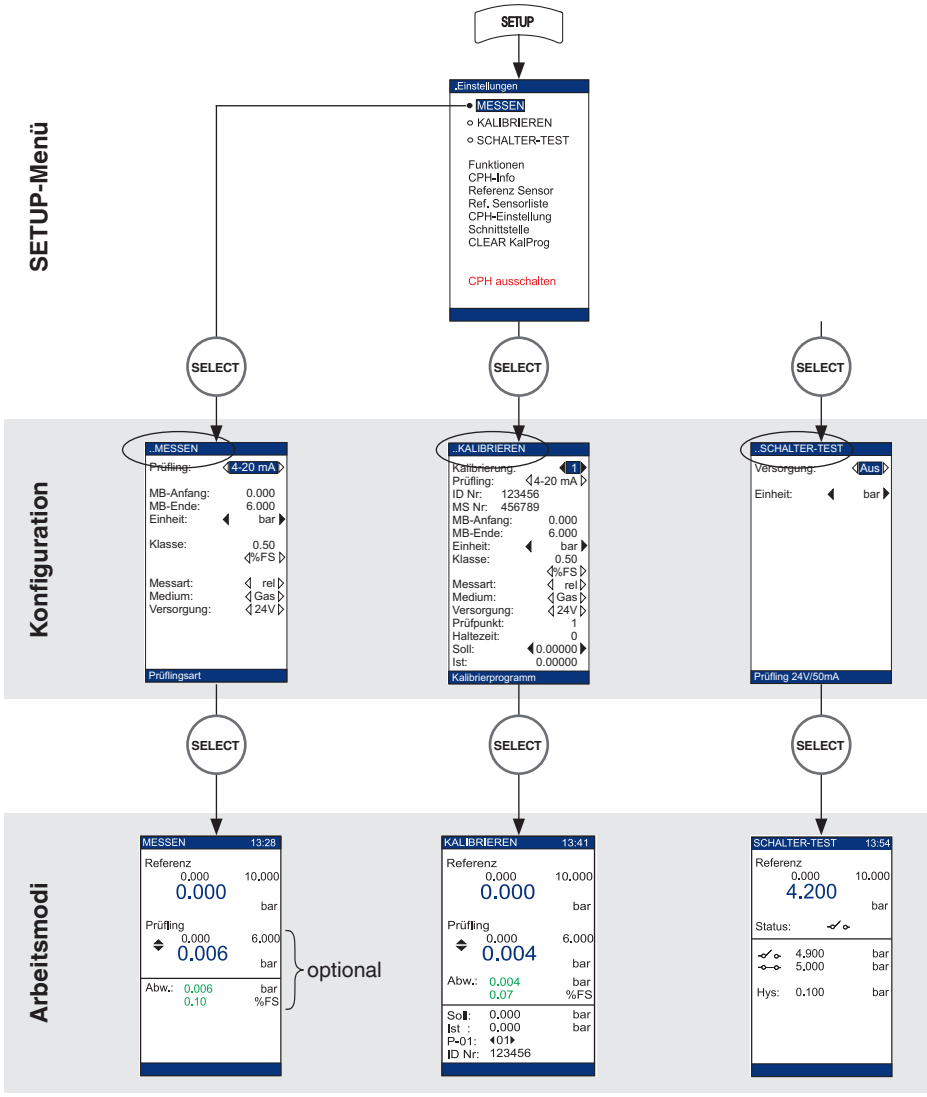 SETUP
SETUP-Menü
.Einstellungen
MESSEN
KALIBRIEREN
SCHALTER-TEST
Funktionen
CPH-Info
Referenz Sensor
Ref. Sensorliste
CPH-Einstellung
Schnittstelle
CLEAR KalProg
CPH ausschalten
SELECT
SELECT
SELECT
Konfiguration
..MESSEN
Prüfling: 4-20 mA
MB-Anfang: 0.000
MB-Ende: 6.000
Einheit: bar
Klasse: 0.50
%FS
Messart: rel
Medium: Gas
Versorgung: 24V
Prüflingsart
..KALIBRIEREN
Kalibrierung: 1
Prüfling: 4-20 mA
ID Nr: 123456
MS Nr: 456789
MB-Anfang: 0.000
MB-Ende: 6.000
Einheit: bar
Klasse: 0.50
%FS
Messart: rel
Medium: Gas
Versorgung: 24V
Prüfpunkt: 1
Haltezeit: 0
Soll: 0.00000
Ist: 0.00000
Kalibrierprogramm
..SCHALTER-TEST
Versorgung: Aus
Einheit: bar
Prüfling 24V/50mA
SELECT
SELECT
SELECT
Arbeitsmodi
MESSEN 13:28
Referenz
0.000 10.000
0.000
bar
Prüfling
0.000 6.000
0.006
bar
Abw.: 0.006 bar
0.10 %FS
optional
KALIBRIEREN 13:41
Referenz
0.000 10.000
0.000
bar
Prüfling
0.000 6.000
0.004
bar
Abw.: 0.004 bar
0.07 %FS
Soll: 0.000 bar
Ist : 0.000 bar
P-01: 01
ID Nr: 123456
SCHALTER-TEST 13:54
Referenz
0.000 10.000
4.200
bar
Status:
4.900 bar
5.000 bar
Hys: 0.100 bar